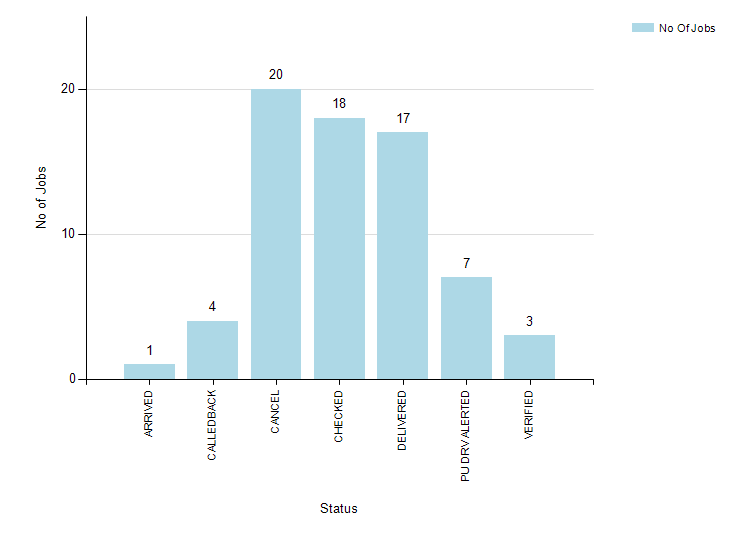 No Of Jobs
20
10
0
No of Jobs
1
4
20
18
17
7
3
ARRIVED
CALLEDBACK
CANCEL
CHECKED
DELIVERED
PU DRV ALERTED
VERIFIED
Status